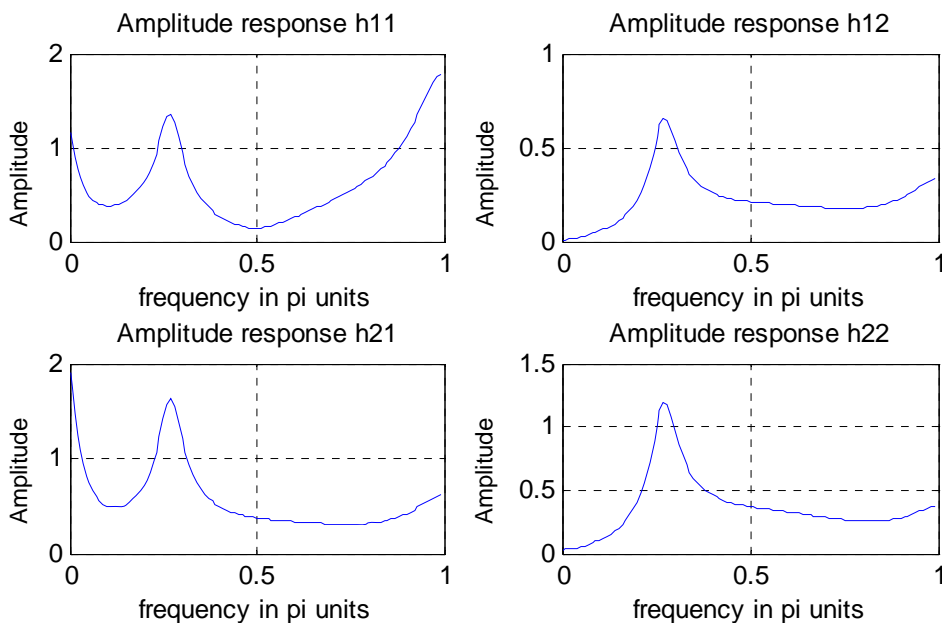 Amplitude response h11
2
1
0
Amplitude
0
0.5
1
frequency in pi units
Amplitude response h12
1
0.5
0
Amplitude
0
0.5
1
frequency in pi units
Amplitude response h21
2
1
0
Amplitude
0
0.5
1
frequency in pi units
Amplitude response h22
1.5
1
0.5
0
Amplitude
0
0.5
1
frequency in pi units